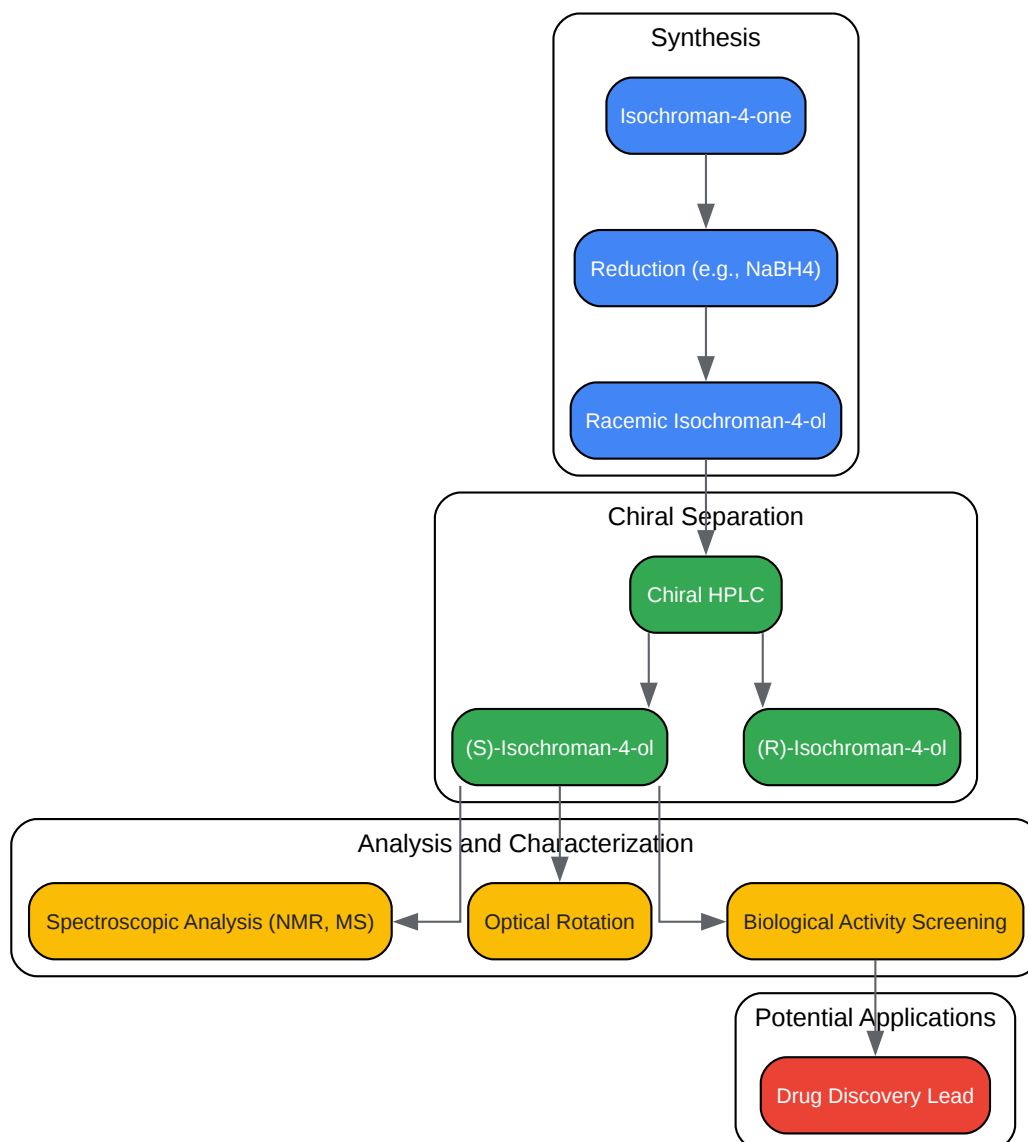 Synthesis
Isochroman-4-one
Reduction (e.g., NaBH4)
Racemic Isochroman-4-ol
Chiral Separation
Chiral HPLC
(S)-Isochroman-4-ol
(R)-Isochroman-4-ol
Analysis and Characterization
Spectroscopic Analysis (NMR, MS)
Optical Rotation
Biological Activity Screening
Potential Applications
Drug Discovery Lead